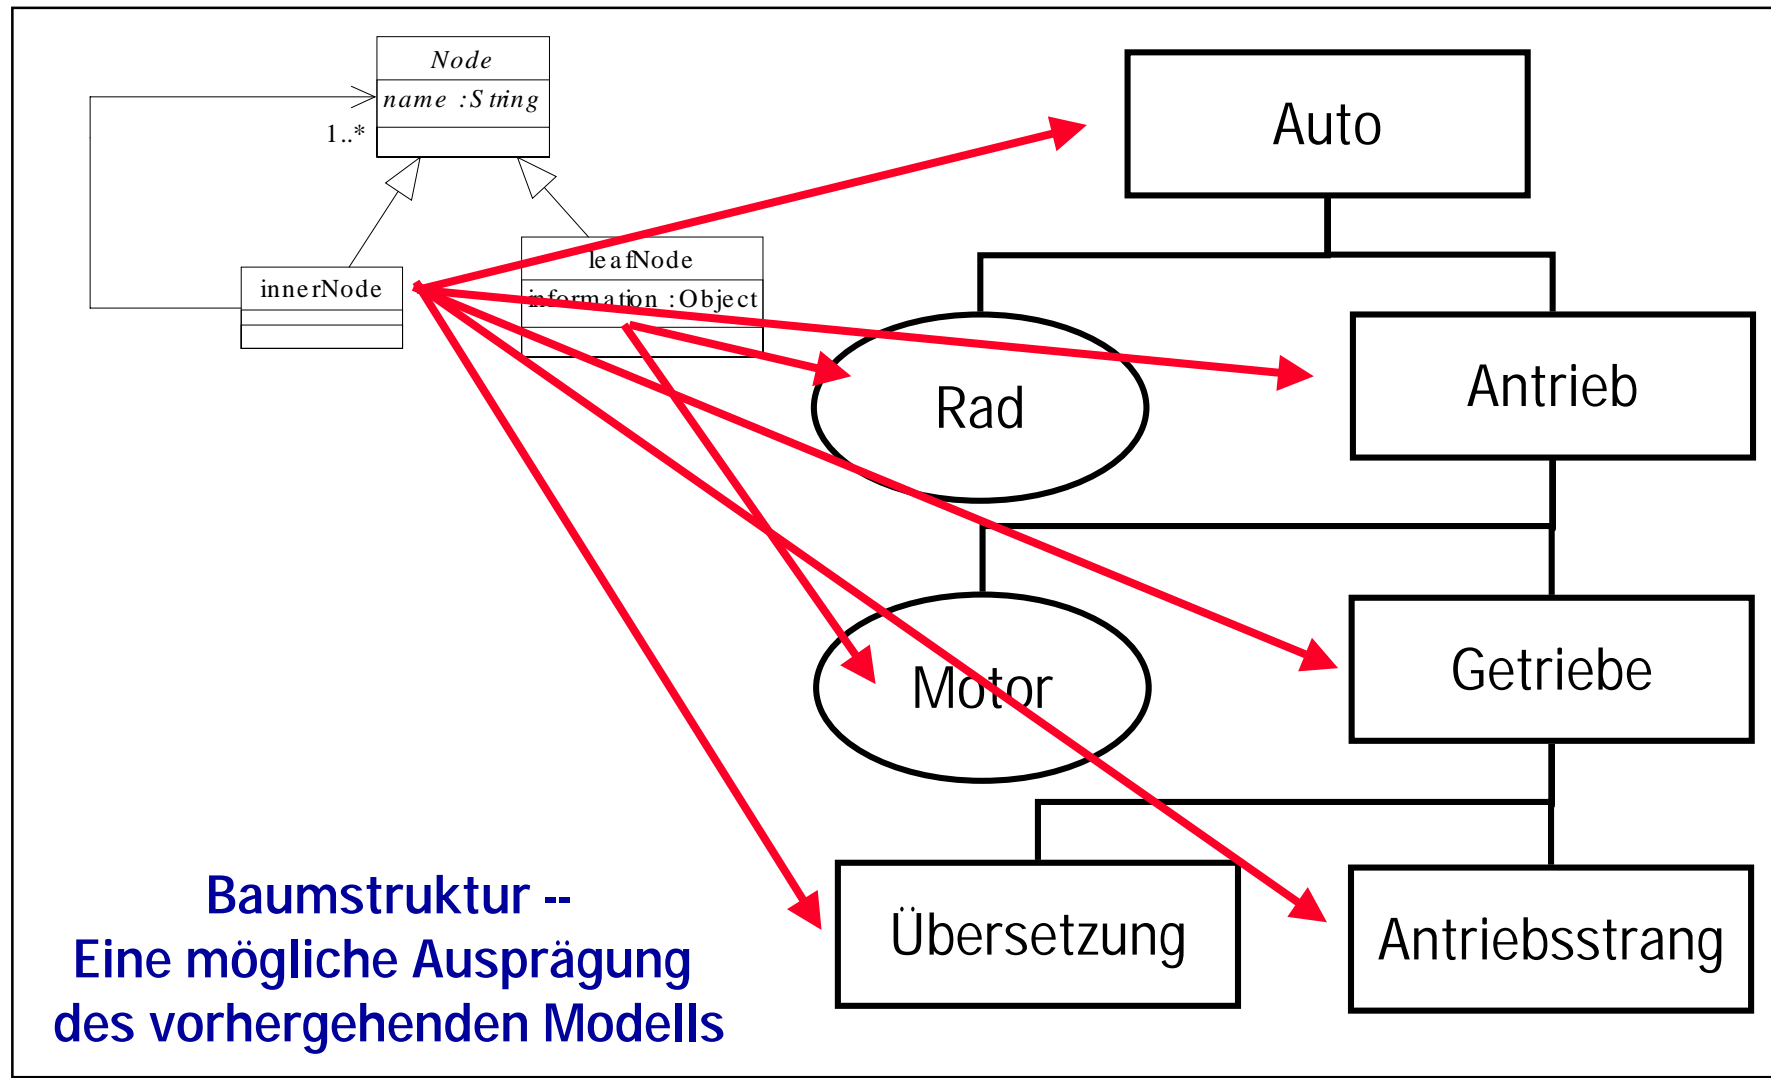 Node
name :String
1..*
innerNode
leafNode
information :Object
Auto
Rad
Antrieb
Motor
Getriebe
Übersetzung
Antriebsstrang
Baumstruktur --
Eine mögliche Ausprägung
des vorhergehenden Modells